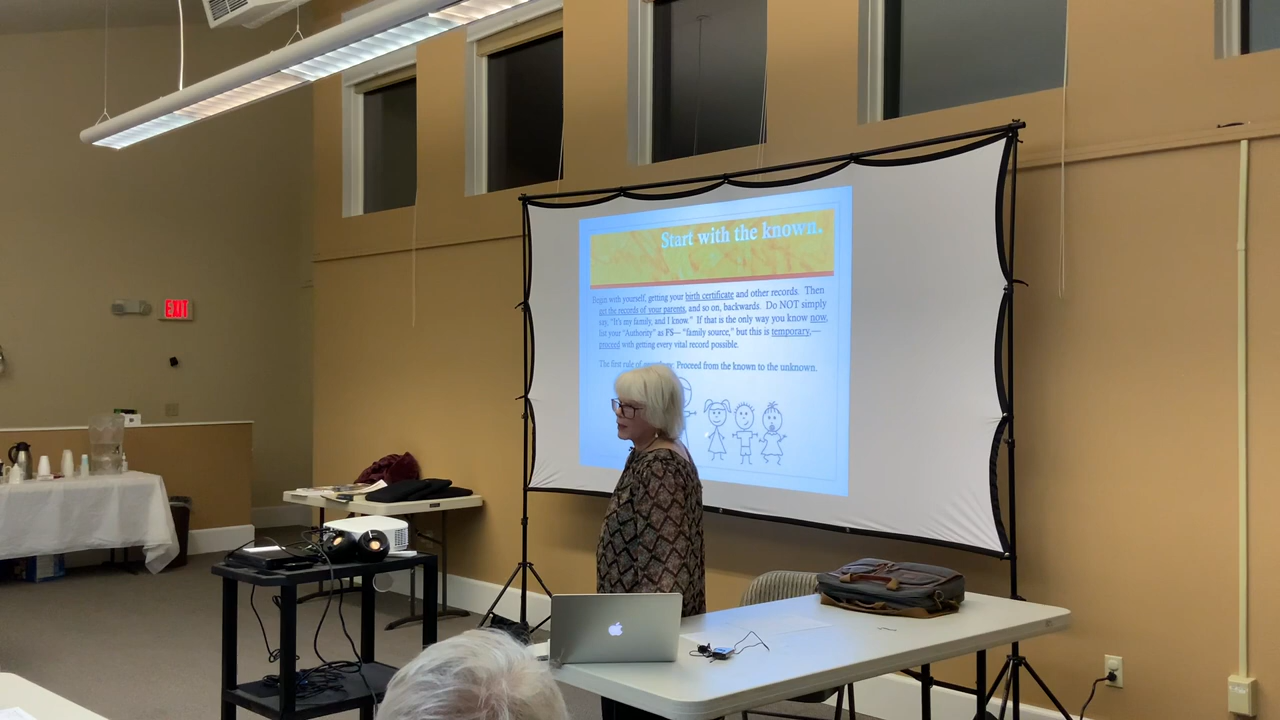 EXIT
Start with the known.
Begin with yourself, getting your birth certificate and other records. Then
get the records of your parents, and so on, backwards. Do NOT simply
say, "It's my family, and I know." If that is the only way you know now,
list your "Authority" as FS— "family source," but this is temporary,—
proceed with getting every vital record possible.
The first rule of Proceed from the known to the unknown.